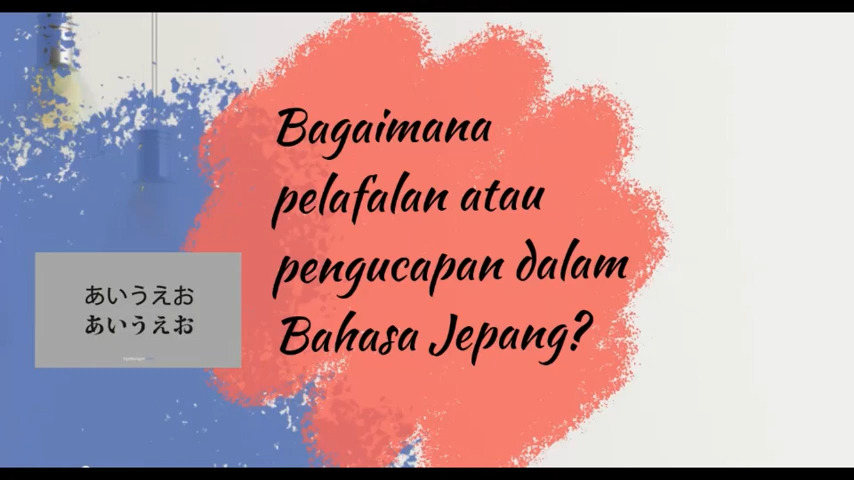 Bagaimana
pelafalan atau
pengucapan dalam
Bahasa Jepang?
あいうえお
あいうえお